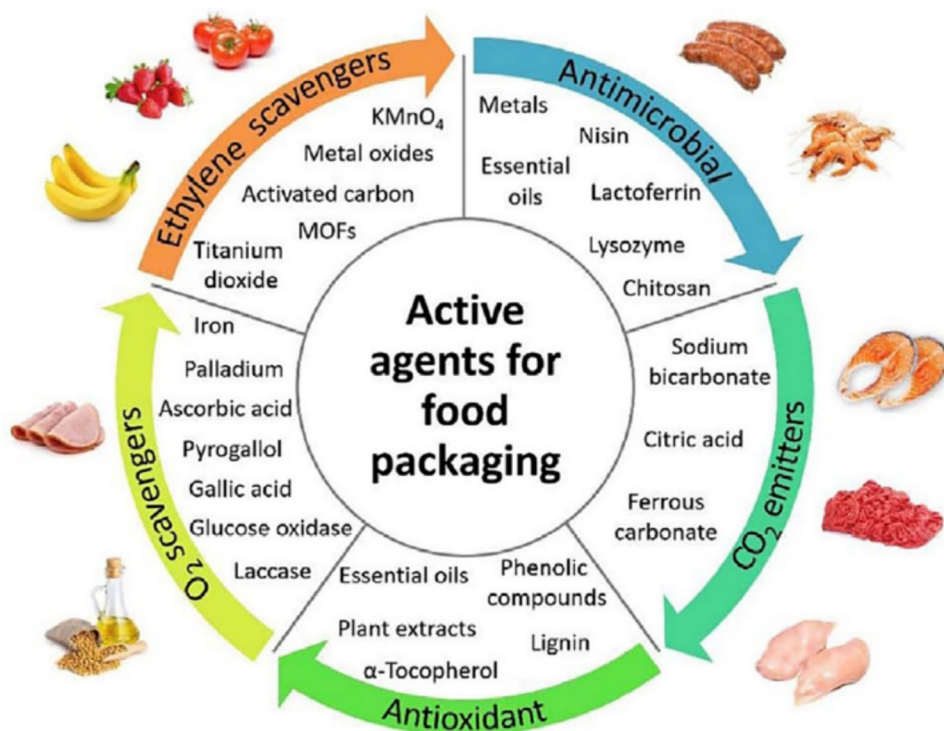 Active
agents for
food
packaging
Antimicrobial
Metals
Nisin
Essential
oils
Lactoferrin
Lysozyme
Chitosan
CO₂ emitters
Sodium
bicarbonate
Citric acid
Ferrous
carbonate
Antioxidant
Essential oils
Phenolic
compounds
Plant extracts
Lignin
α-Tocopherol
O₂ scavengers
Iron
Palladium
Ascorbic acid
Pyrogallol
Gallic acid
Glucose oxidase
Laccase
Ethylene scavengers
KMnO₄
Metal oxides
Activated carbon
MOFs
Titanium
dioxide